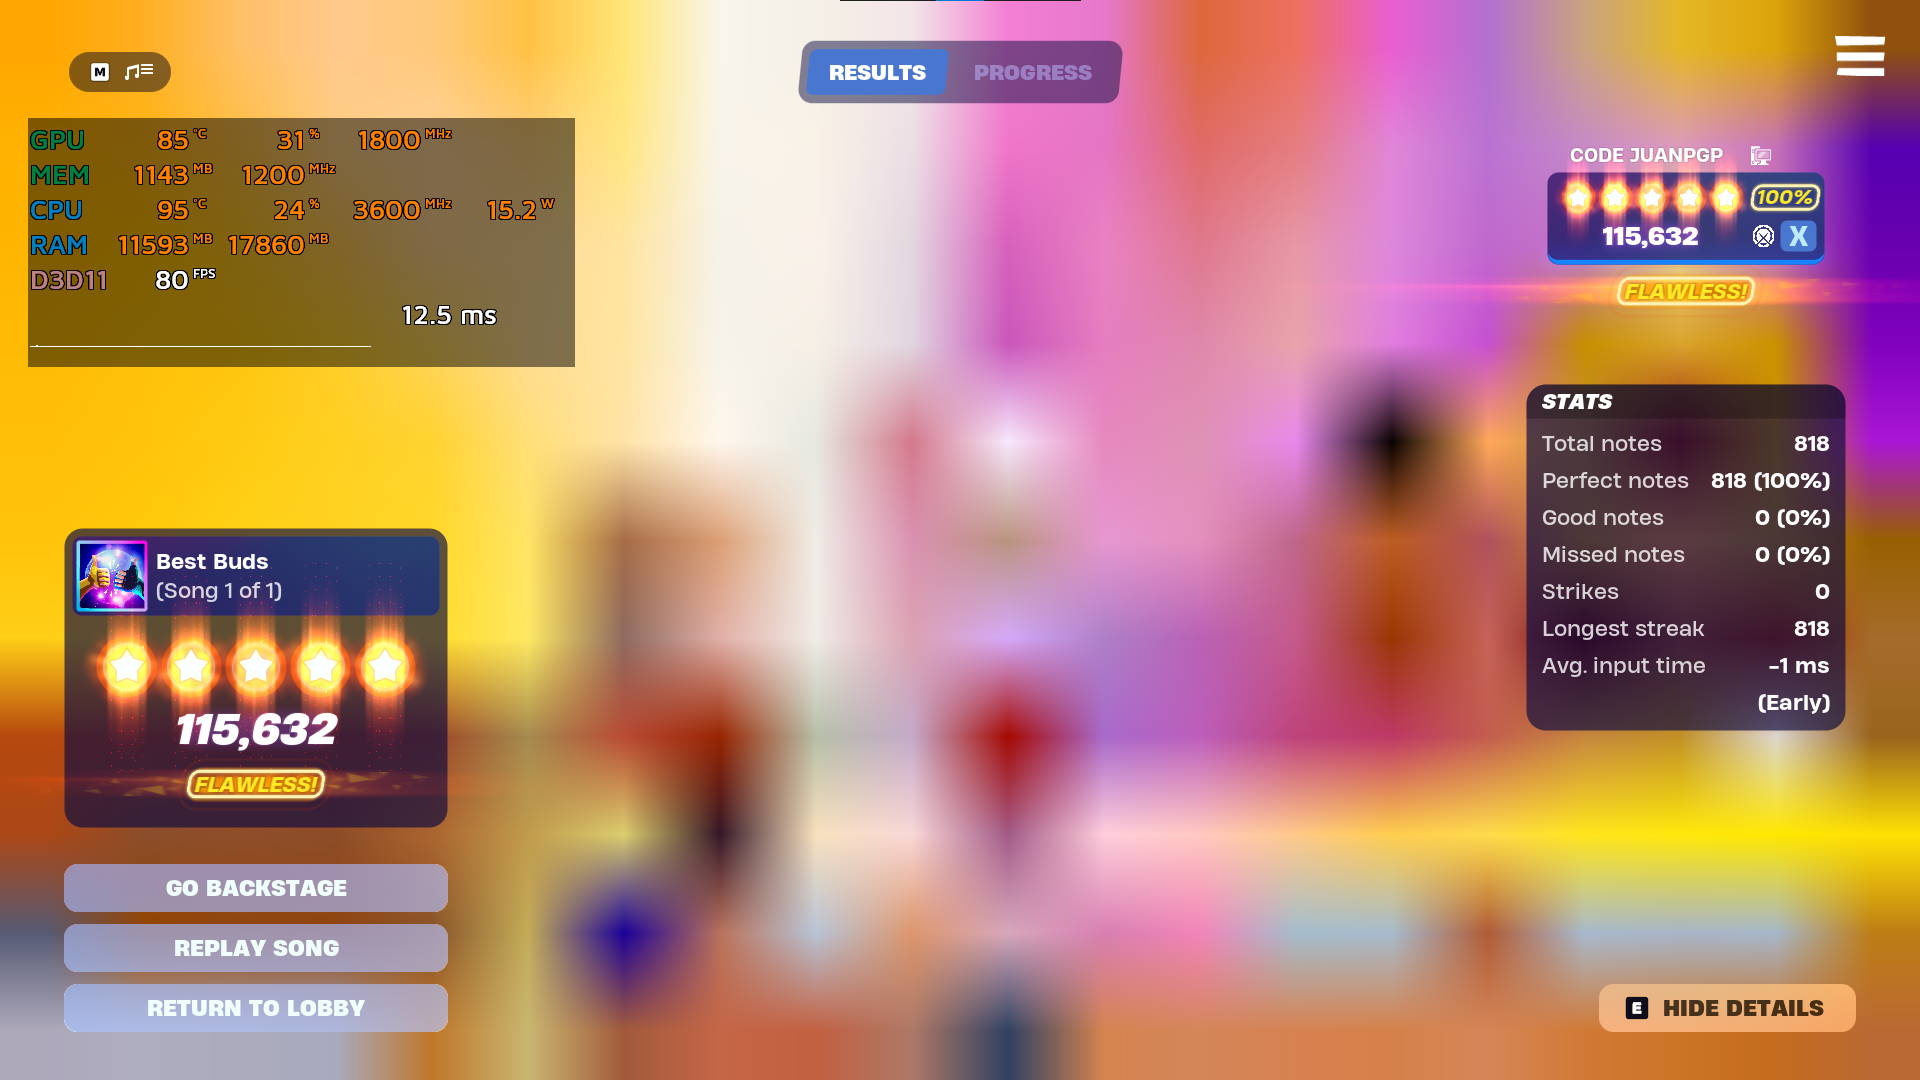 M
RESULTS PROGRESS
GPU 85 °C 31 % 1800 MHz
MEM 1143 MB 1200 MHz
CPU 95 °C 24 % 3600 MHz 15.2 W
RAM 11593 MB 17860 MB
D3D11 80 FPS
12.5 ms
CODE JUANPGP
100%
115,632 X
FLAWLESS!
STATS
Total notes 818
Perfect notes 818 (100%)
Good notes 0 (0%)
Missed notes 0 (0%)
Strikes 0
Longest streak 818
Avg. input time -1 ms
(Early)
Best Buds
(Song 1 of 1)
115,632
FLAWLESS!
GO BACKSTAGE
REPLAY SONG
RETURN TO LOBBY
E HIDE DETAILS